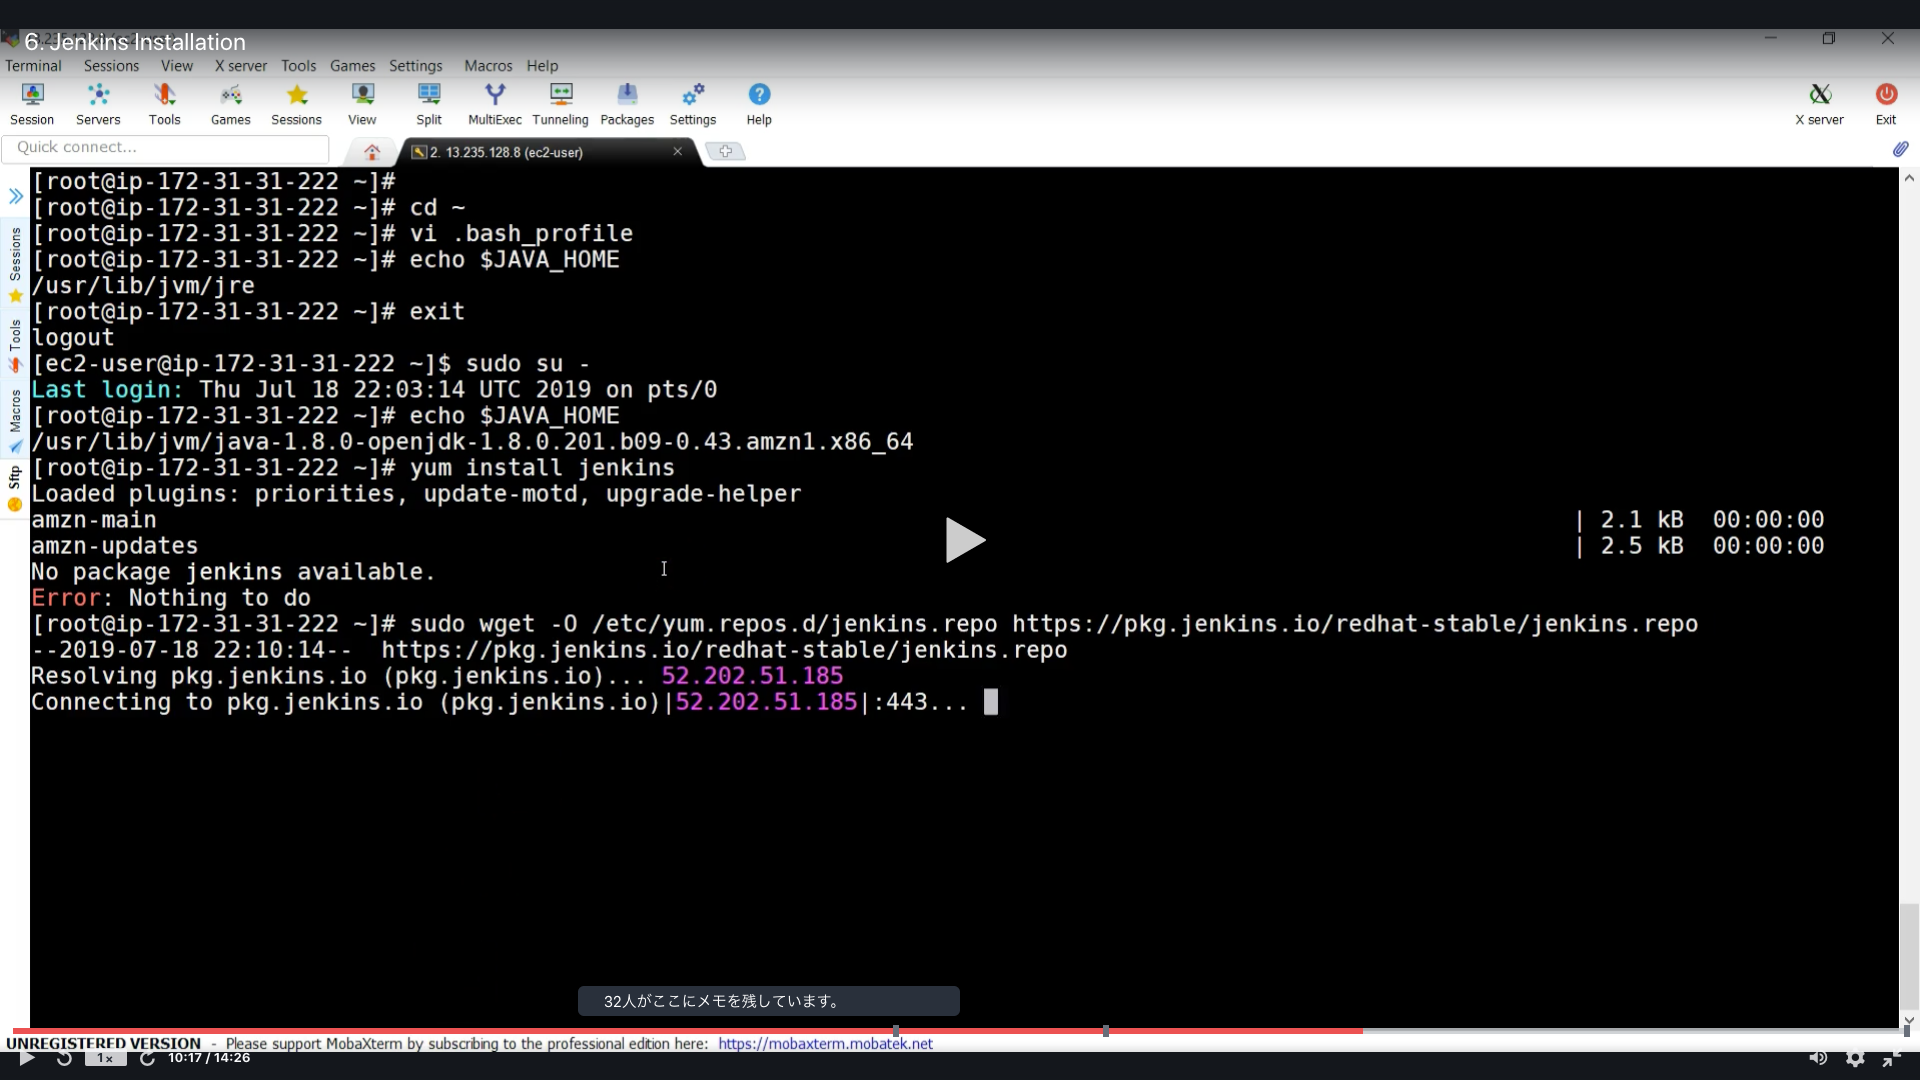 6. Jenkins Installation
Terminal Sessions View X server Tools Games Settings Macros Help
Session Servers Tools Games Sessions View Split MultiExec Tunneling Packages Settings Help X server Exit
Quick connect...
2. 13.235.128.8 (ec2-user)
Sessions
Tools
Macros
Sftp
[root@ip-172-31-31-222 ~]#
[root@ip-172-31-31-222 ~]# cd ~
[root@ip-172-31-31-222 ~]# vi .bash_profile
[root@ip-172-31-31-222 ~]# echo $JAVA_HOME
/usr/lib/jvm/jre
[root@ip-172-31-31-222 ~]# exit
logout
[ec2-user@ip-172-31-31-222 ~]$ sudo su -
Last login: Thu Jul 18 22:03:14 UTC 2019 on pts/0
[root@ip-172-31-31-222 ~]# echo $JAVA_HOME
/usr/lib/jvm/java-1.8.0-openjdk-1.8.0.201.b09-0.43.amzn1.x86_64
[root@ip-172-31-31-222 ~]# yum install jenkins
Loaded plugins: priorities, update-motd, upgrade-helper
amzn-main | 2.1 kB 00:00:00
amzn-updates | 2.5 kB 00:00:00
No package jenkins available.
Error: Nothing to do
[root@ip-172-31-31-222 ~]# sudo wget -O /etc/yum.repos.d/jenkins.repo https://pkg.jenkins.io/redhat-stable/jenkins.repo
--2019-07-18 22:10:14-- https://pkg.jenkins.io/redhat-stable/jenkins.repo
Resolving pkg.jenkins.io (pkg.jenkins.io)... 52.202.51.185
Connecting to pkg.jenkins.io (pkg.jenkins.io)|52.202.51.185|:443...
32人がここにメモを残しています。
UNREGISTERED VERSION - Please support MobaXterm by subscribing to the professional edition here: https://mobaxterm.mobatek.net
1x 10:17 / 14:26